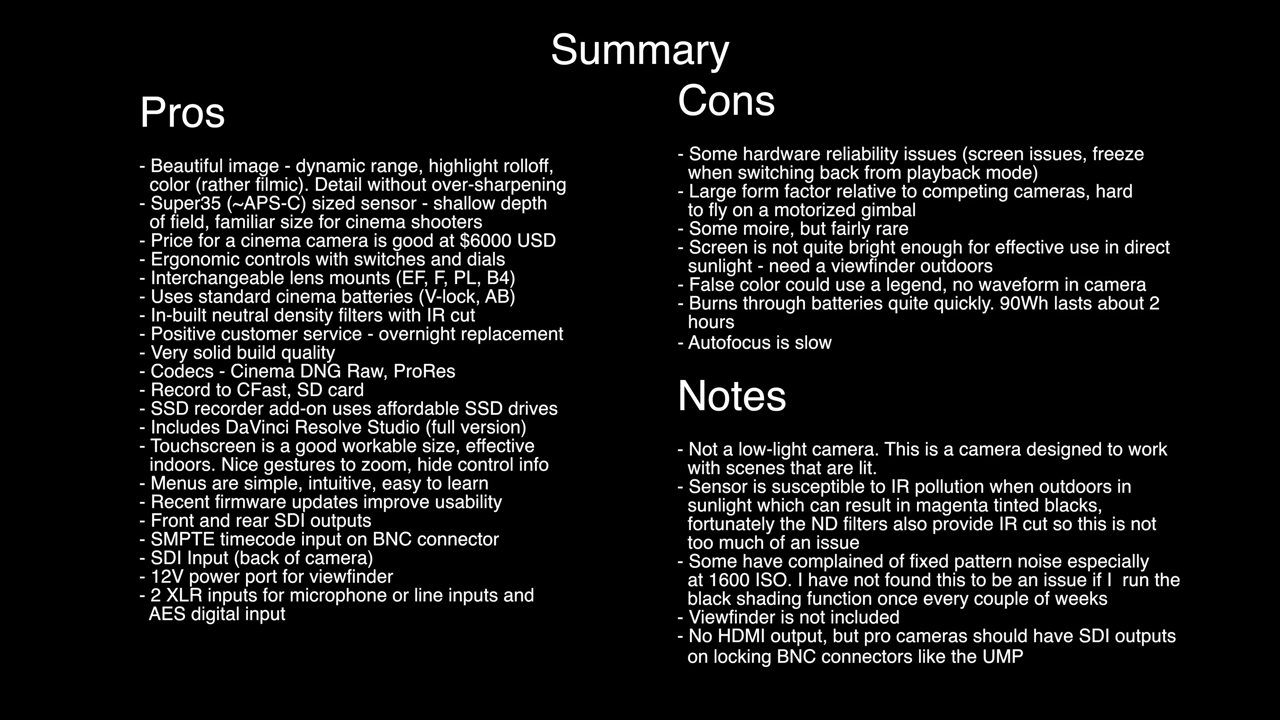 Summary
Pros
- Beautiful image - dynamic range, highlight rolloff,
color (rather filmic). Detail without over-sharpening
- Super35 (~APS-C) sized sensor - shallow depth
of field, familiar size for cinema shooters
- Price for a cinema camera is good at $6000 USD
- Ergonomic controls with switches and dials
- Interchangeable lens mounts (EF, F, PL, B4)
- Uses standard cinema batteries (V-lock, AB)
- In-built neutral density filters with IR cut
- Positive customer service - overnight replacement
- Very solid build quality
- Codecs - Cinema DNG Raw, ProRes
- Record to CFast, SD card
- SSD recorder add-on uses affordable SSD drives
- Includes DaVinci Resolve Studio (full version)
- Touchscreen is a good workable size, effective
indoors. Nice gestures to zoom, hide control info
- Menus are simple, intuitive, easy to learn
- Recent firmware updates improve usability
- Front and rear SDI outputs
- SMPTE timecode input on BNC connector
- SDI Input (back of camera)
- 12V power port for viewfinder
- 2 XLR inputs for microphone or line inputs and
AES digital input
Cons
- Some hardware reliability issues (screen issues, freeze
when switching back from playback mode)
- Large form factor relative to competing cameras, hard
to fly on a motorized gimbal
- Some moire, but fairly rare
- Screen is not quite bright enough for effective use in direct
sunlight - need a viewfinder outdoors
- False color could use a legend, no waveform in camera
- Burns through batteries quite quickly. 90Wh lasts about 2
hours
- Autofocus is slow
Notes
- Not a low-light camera. This is a camera designed to work
with scenes that are lit.
- Sensor is susceptible to IR pollution when outdoors in
sunlight which can result in magenta tinted blacks,
fortunately the ND filters also provide IR cut so this is not
too much of an issue
- Some have complained of fixed pattern noise especially
at 1600 ISO. I have not found this to be an issue if I  run the
black shading function once every couple of weeks
- Viewfinder is not included
- No HDMI output, but pro cameras should have SDI outputs
on locking BNC connectors like the UMP